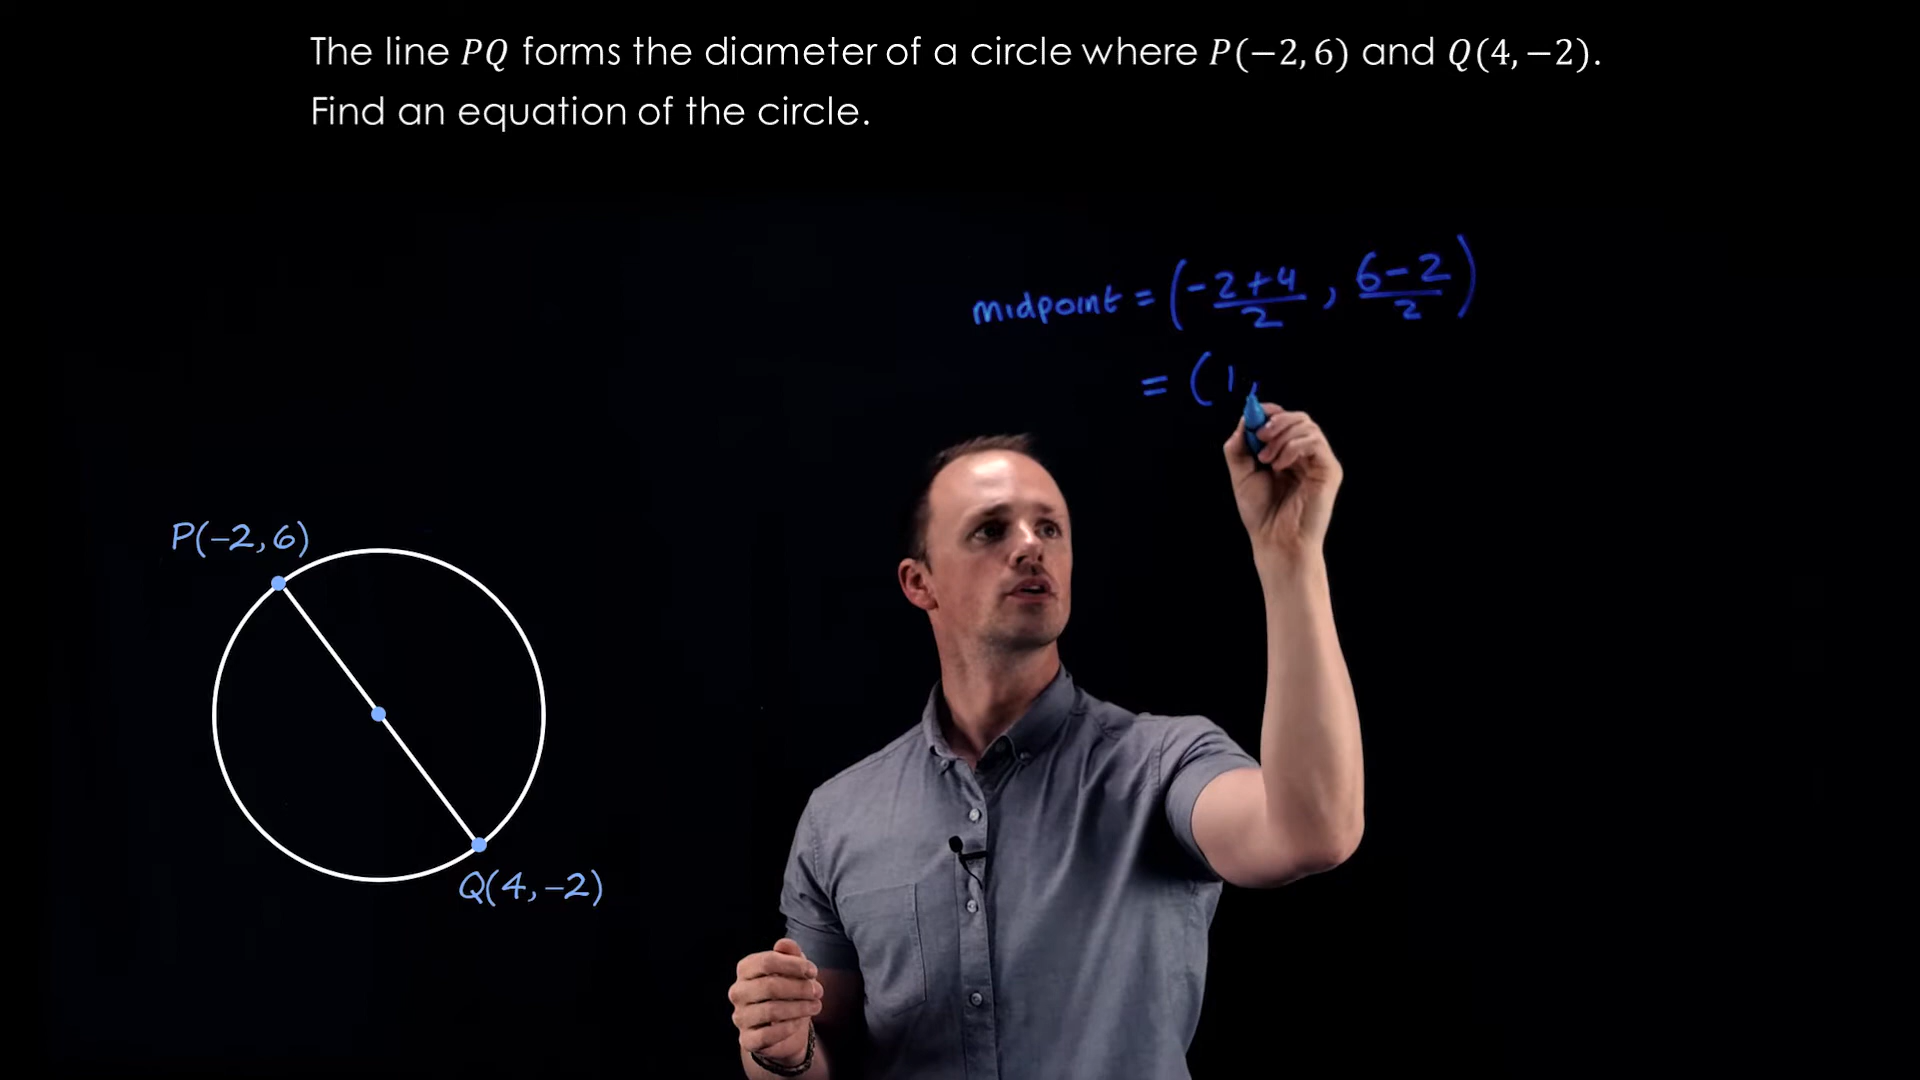 The line PQ forms the diameter of a circle where P(−2, 6) and Q(4, −2).
Find an equation of the circle.
midpoint = (-2+4/2, 6-2/2)
= (1,
P(−2, 6)
Q(4, −2)